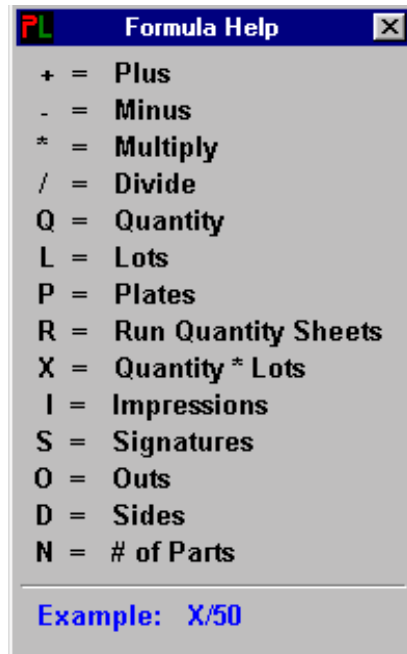 PL Formula Help
+ = Plus
- = Minus
* = Multiply
/ = Divide
Q = Quantity
L = Lots
P = Plates
R = Run Quantity Sheets
X = Quantity * Lots
I = Impressions
S = Signatures
O = Outs
D = Sides
N = # of Parts
Example: X/50